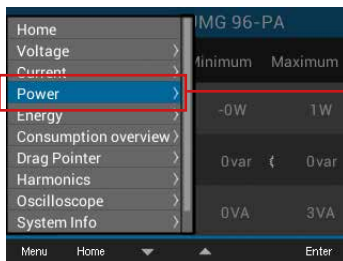 Home
UMG 96-PA
Voltage
Minimum Maximum
Current
Power
-0W 1W
Energy
Consumption overview
Drag Pointer
0var 0var
Harmonics
Oscilloscope
0VA 3VA
System Info
Menu Home Enter